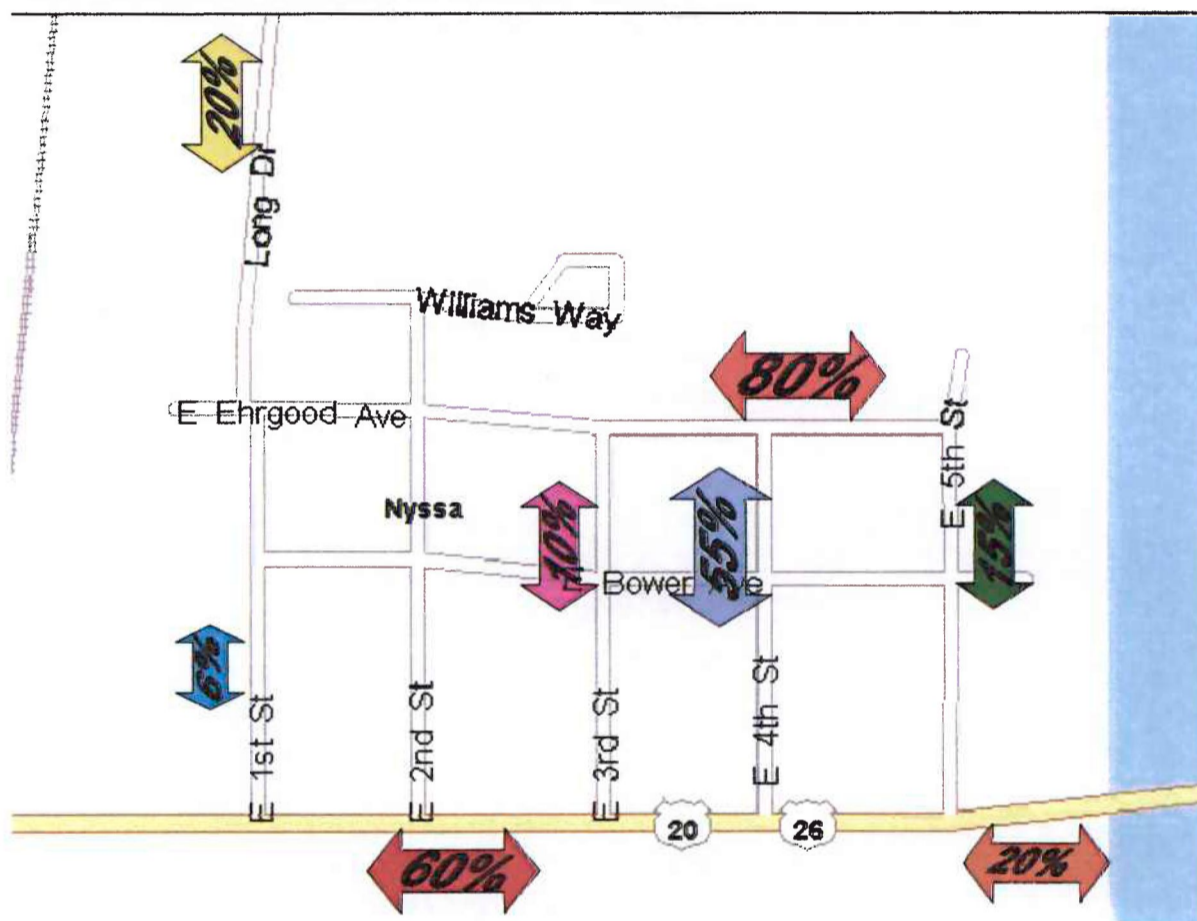 20%
Long Dr
Williams Way
80%
E Ehrgood Ave
E 5th St
Nyssa
10%
55%
15%
E Bower Ave
6%
E 1st St
E 2nd St
E 3rd St
E 4th St
20
26
60%
20%